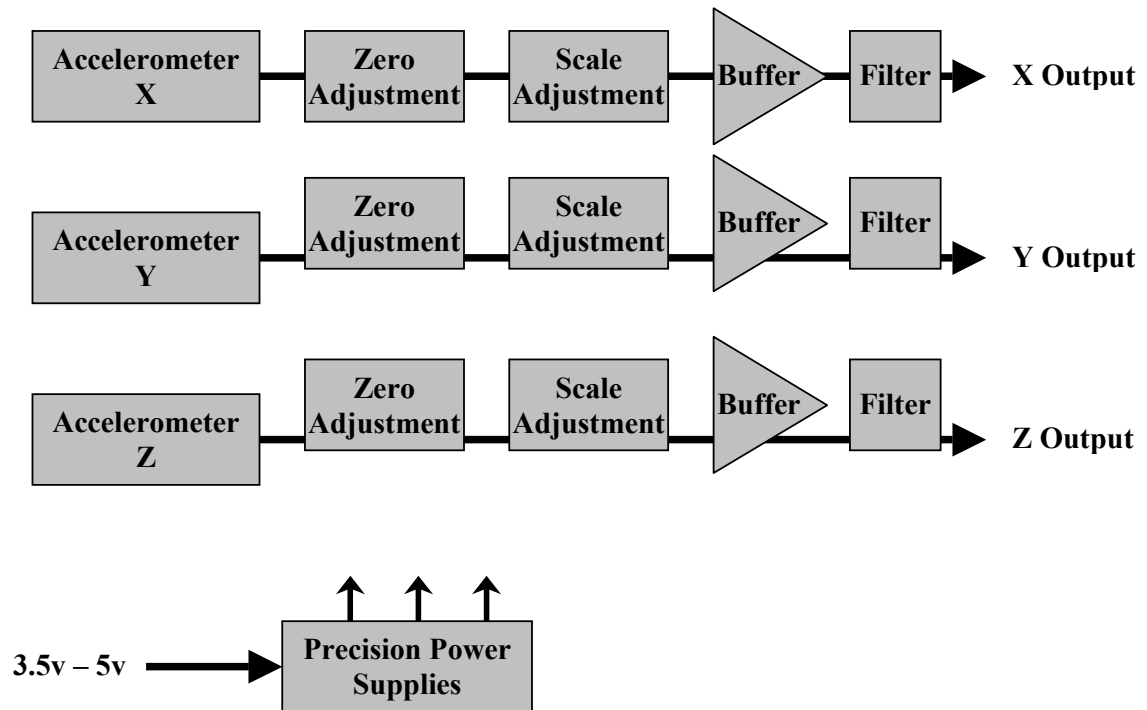 Accelerometer
X
Zero
Adjustment
Scale
Adjustment
Buffer
Filter
X Output
Accelerometer
Y
Zero
Adjustment
Scale
Adjustment
Buffer
Filter
Y Output
Accelerometer
Z
Zero
Adjustment
Scale
Adjustment
Buffer
Filter
Z Output
3.5v – 5v
Precision Power
Supplies